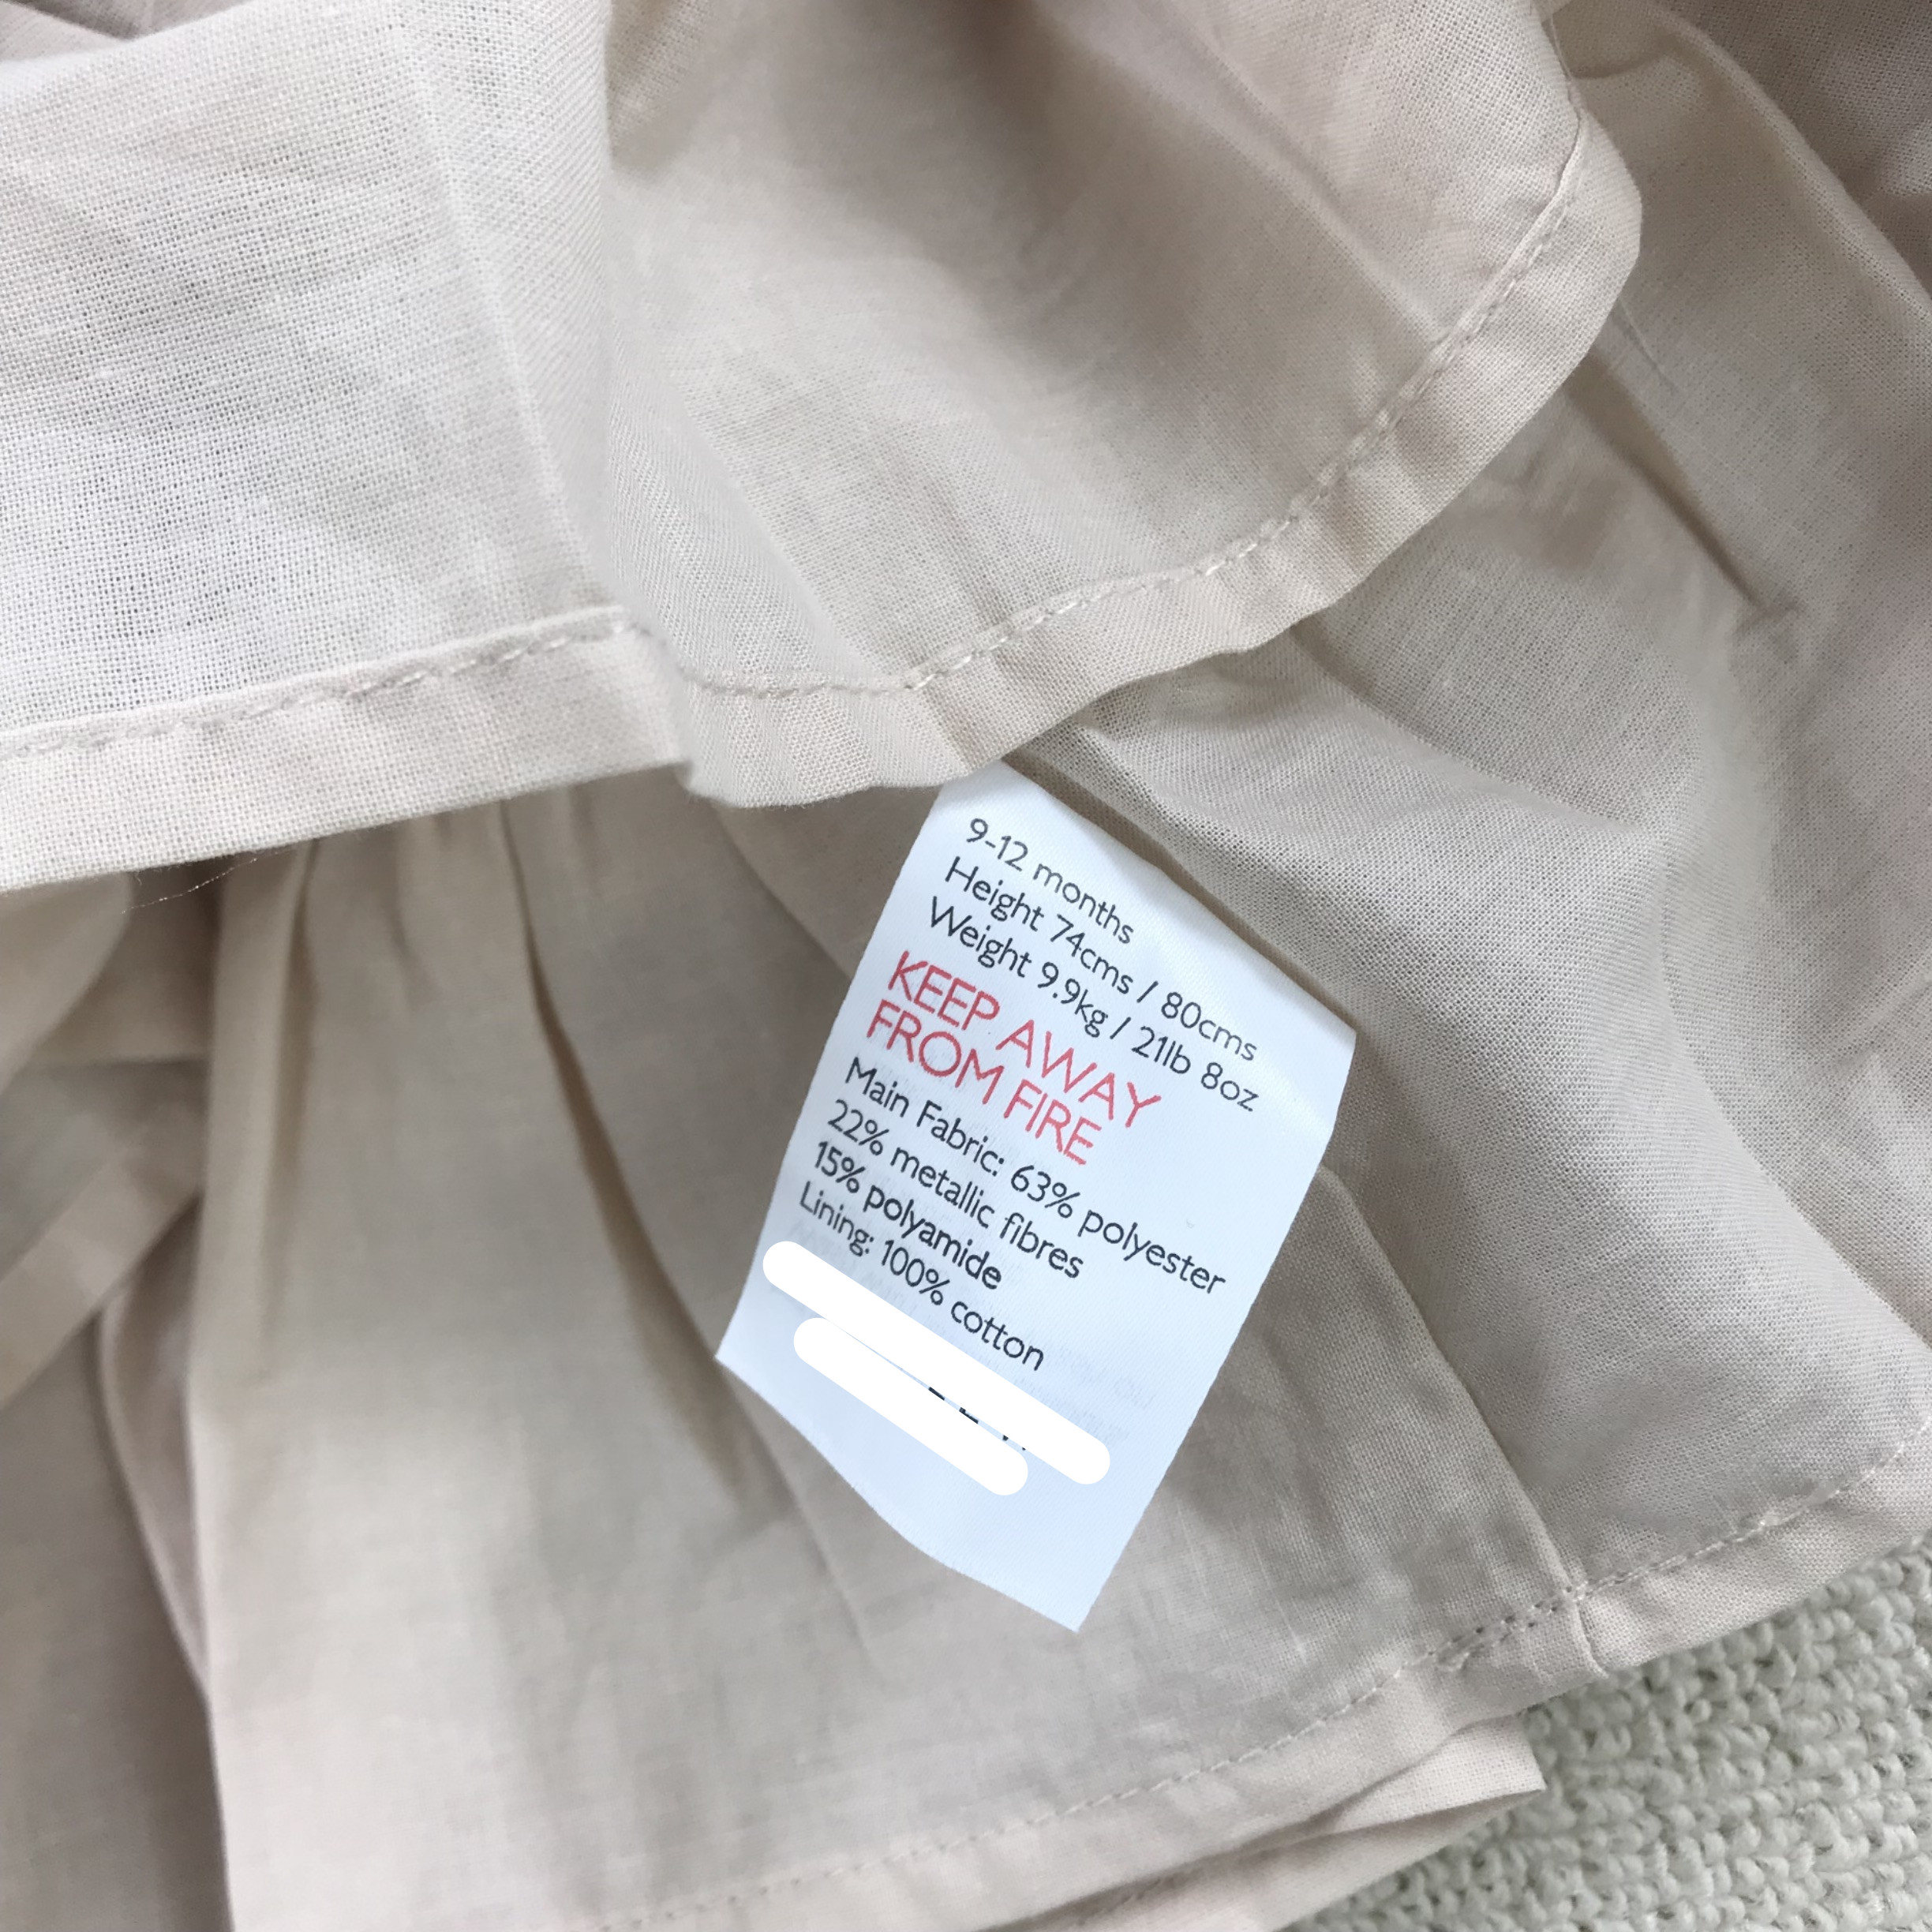 9-12 months
Height 74cms / 80cms
Weight 9.9kg / 21lb 8oz
KEEP AWAY
FROM FIRE
Main Fabric: 63% polyester
22% metallic fibres
15% polyamide
Lining: 100% cotton